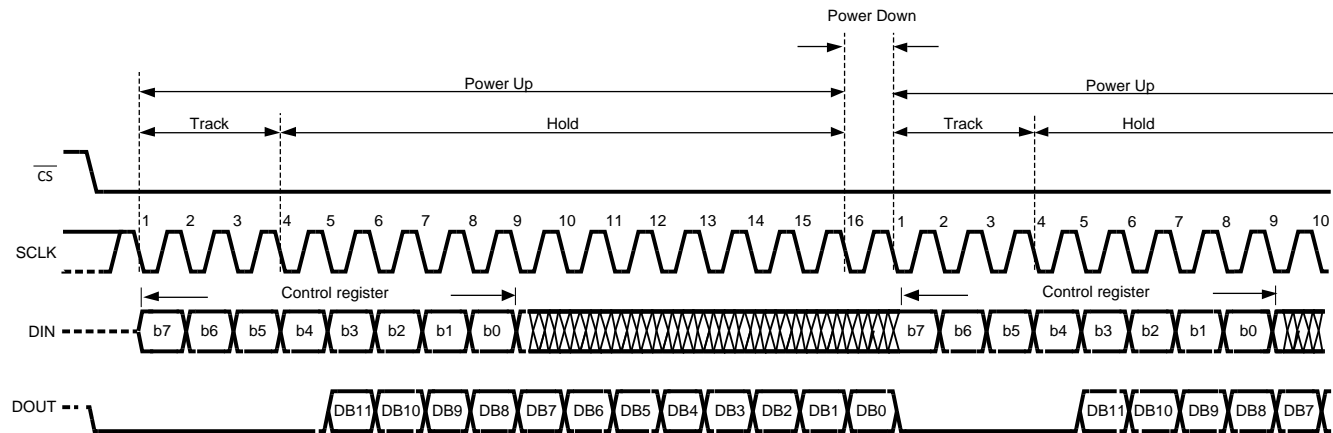 Power Down
Power Up
Power Up
Track Hold Track Hold
CS
1 2 3 4 5 6 7 8 9 10 11 12 13 14 15 16 1 2 3 4 5 6 7 8 9 10
SCLK
Control register Control register
DIN b7 b6 b5 b4 b3 b2 b1 b0 b7 b6 b5 b4 b3 b2 b1 b0
DOUT DB11 DB10 DB9 DB8 DB7 DB6 DB5 DB4 DB3 DB2 DB1 DB0 DB11 DB10 DB9 DB8 DB7